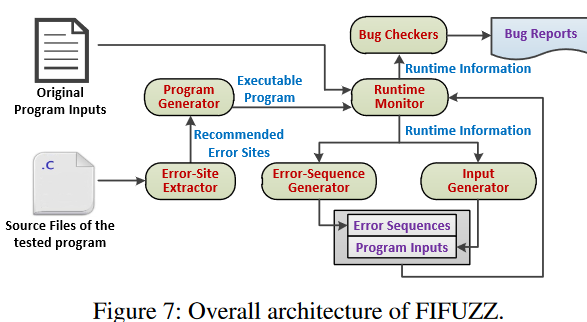 Bug Checkers
Bug Reports
Original
Program Inputs
Runtime Information
Program
Generator
Executable
Program
Runtime
Monitor
Recommended
Error Sites
Runtime Information
.C
Error-Site
Extractor
Error-Sequence
Generator
Input
Generator
Source Files of the
tested program
Error Sequences
Program Inputs
Figure 7: Overall architecture of FIFUZZ.